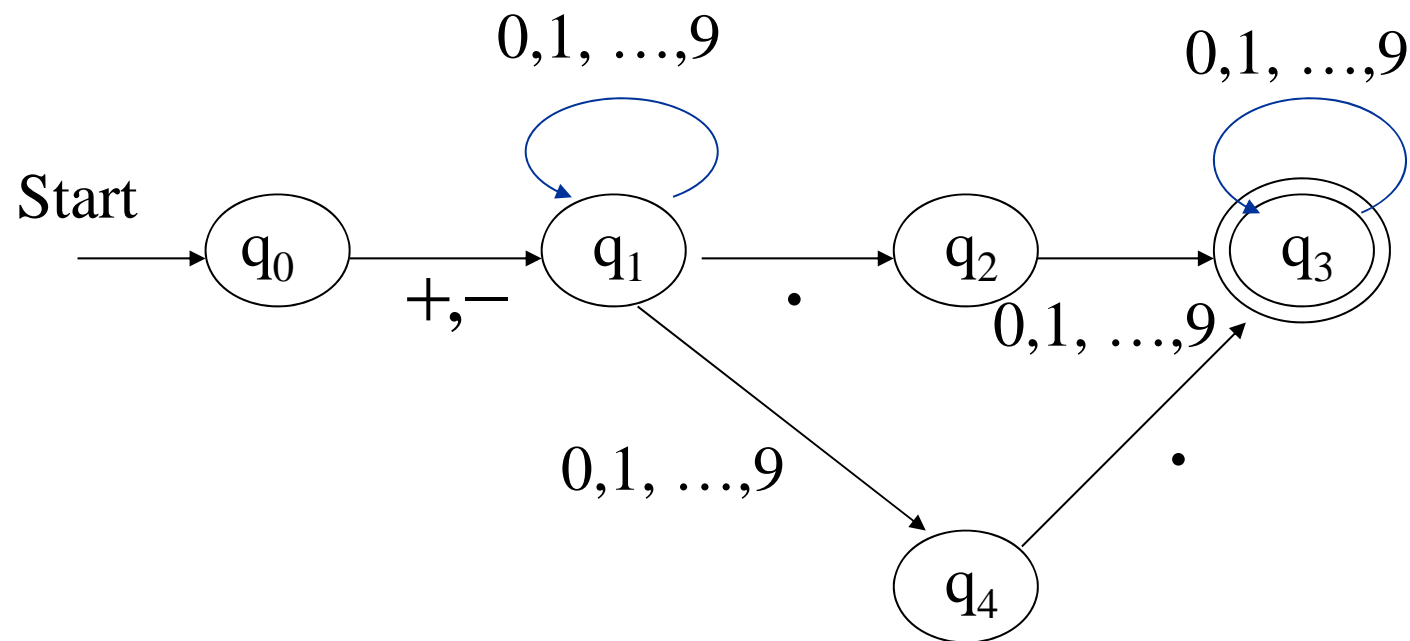 0,1, …,9
0,1, …,9
Start
q0
q1
q2
q3
+,−
.
0,1, …,9
0,1, …,9
.
q4